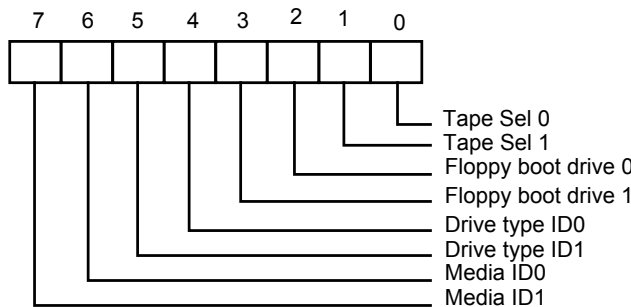 7 6 5 4 3 2 1 0
Tape Sel 0
Tape Sel 1
Floppy boot drive 0
Floppy boot drive 1
Drive type ID0
Drive type ID1
Media ID0
Media ID1